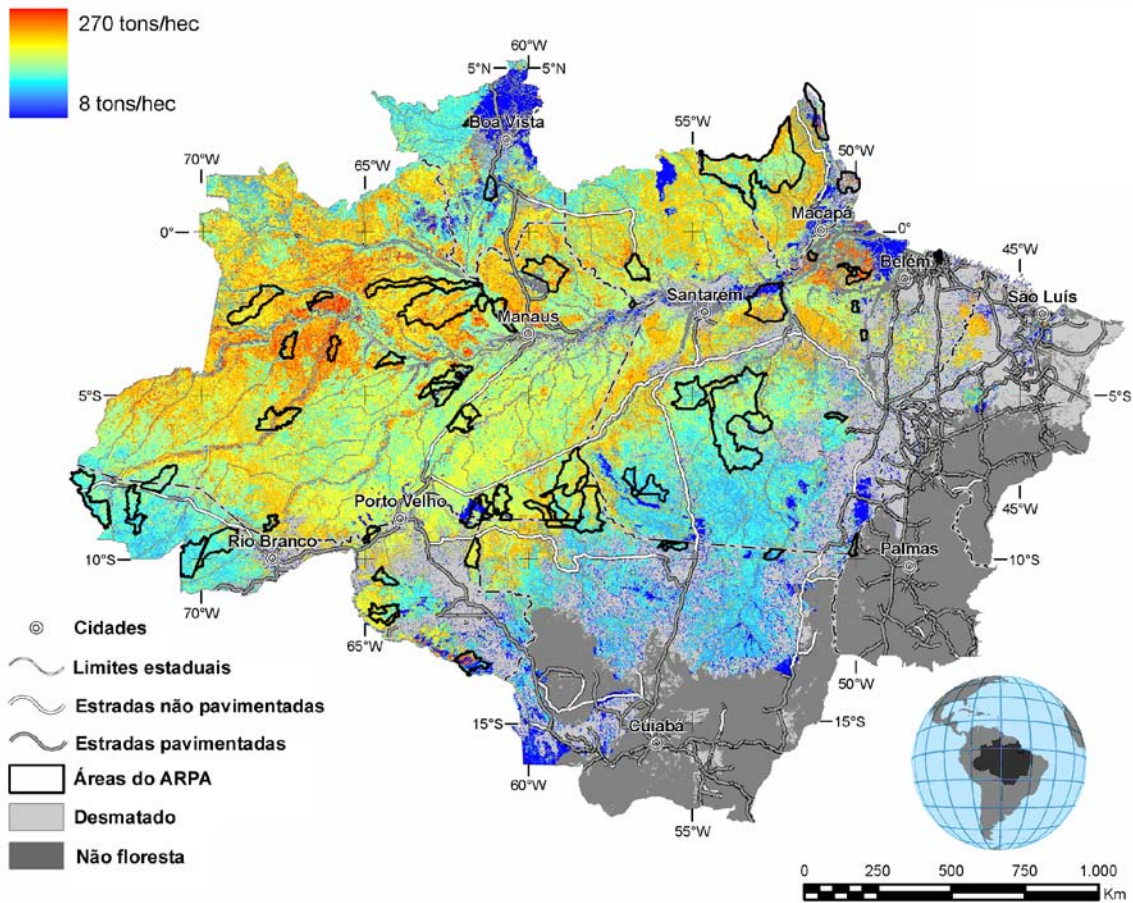 270 tons/hec
8 tons/hec
60°W
5°N
5°N
Boa Vista
55°W
70°W
65°W
50°W
Macapá
0°
0°
Belém
45°W
Santarém
São Luís
Manaus
5°S
5°S
Porto Velho
45°W
Rio Branco
Palmas
10°S
10°S
70°W
Cidades
65°W
Limites estaduais
50°W
Estradas não pavimentadas
15°S
Cuiabá
15°S
Estradas pavimentadas
60°W
Áreas do ARPA
55°W
Desmatado
Não floresta
0 250 500 750 1.000
Km